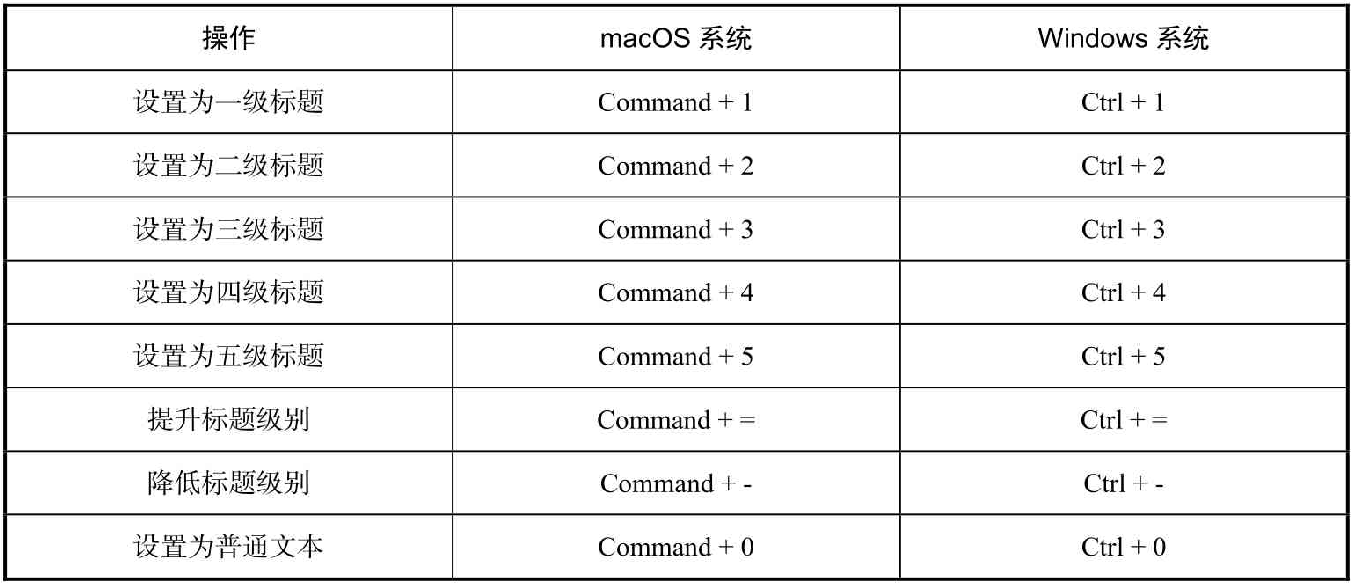 操作 macOS 系统 Windows 系统
设置为一级标题 Command + 1 Ctrl + 1
设置为二级标题 Command + 2 Ctrl + 2
设置为三级标题 Command + 3 Ctrl + 3
设置为四级标题 Command + 4 Ctrl + 4
设置为五级标题 Command + 5 Ctrl + 5
提升标题级别 Command + = Ctrl + =
降低标题级别 Command + - Ctrl + -
设置为普通文本 Command + 0 Ctrl + 0